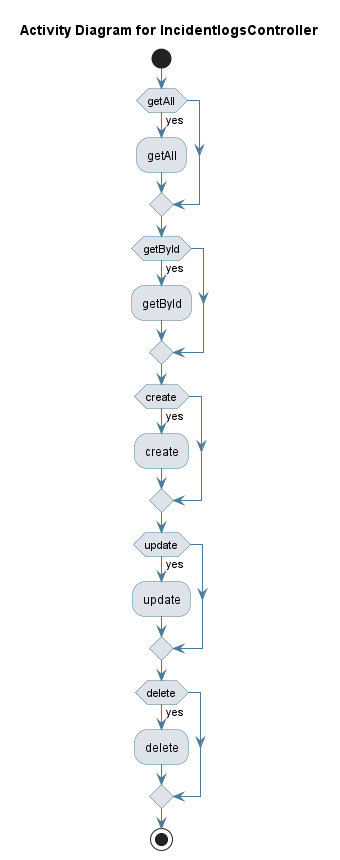 Activity Diagram for IncidentlogsController
getAll
yes
getAll
getById
yes
getById
create
yes
create
update
yes
update
delete
yes
delete